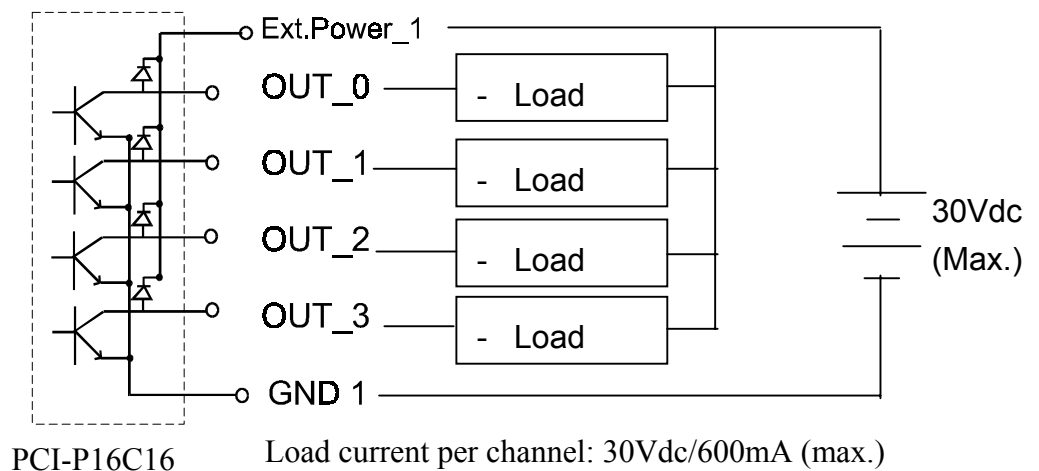 Ext.Power_1
OUT_0
- Load
OUT_1
- Load
30Vdc
OUT_2
- Load
(Max.)
OUT_3
- Load
GND 1
PCI-P16C16
Load current per channel: 30Vdc/600mA (max.)